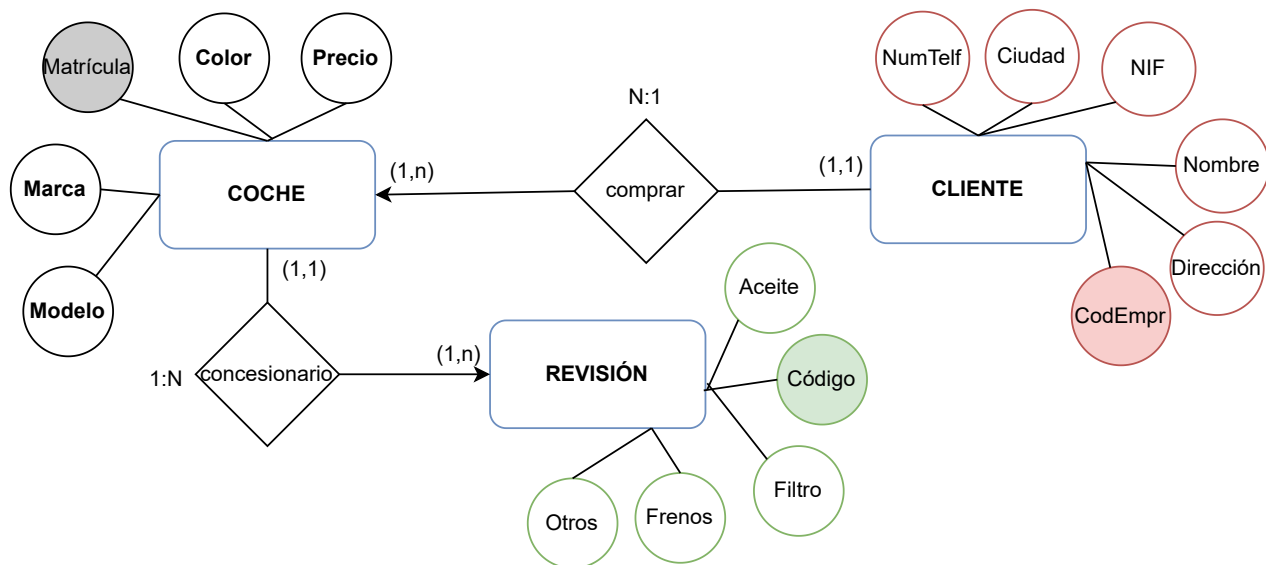 Matrícula
Color
Precio
NumTelf
Ciudad
NIF
N:1
Marca
COCHE
(1,n)
comprar
(1,1)
CLIENTE
Nombre
Modelo
(1,1)
Dirección
CodEmpr
Aceite
1:N
concesionario
(1,n)
REVISIÓN
Código
Filtro
Otros
Frenos